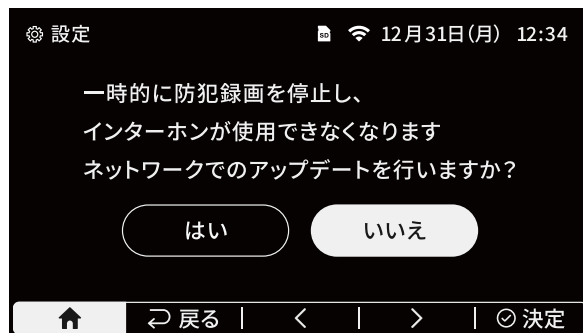 設定
SD 12月31日(月) 12:34
一時的に防犯録画を停止し、
インターホンが使用できなくなります
ネットワークでのアップデートを行いますか？
はい いいえ
戻る < > 決定